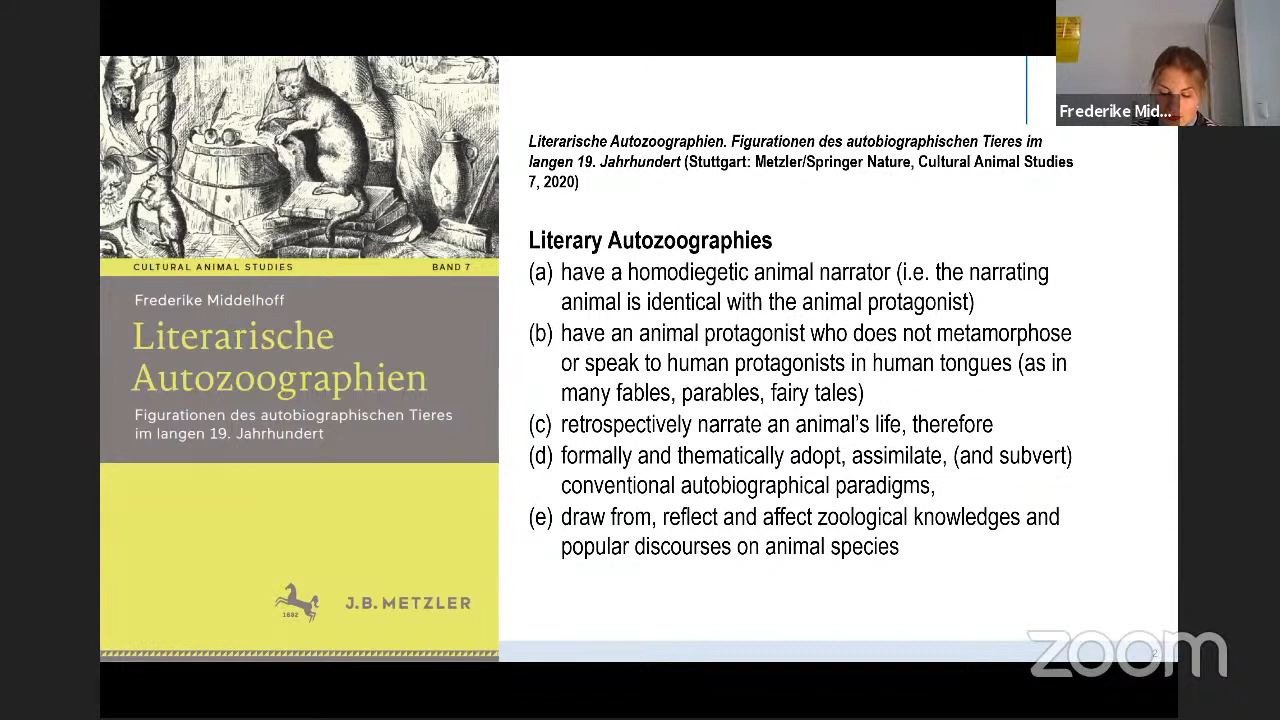 CULTURAL ANIMAL STUDIES
BAND 7
Frederike Middelhoff
Literarische
Autozoographien
Figurationen des autobiographischen Tieres
im langen 19. Jahrhundert
1682
J.B. METZLER
Literarische Autozoographien. Figurationen des autobiographischen Tieres im
langen 19. Jahrhundert (Stuttgart: Metzler/Springer Nature, Cultural Animal Studies
7, 2020)
Literary Autozoographies
(a) have a homodiegetic animal narrator (i.e. the narrating
animal is identical with the animal protagonist)
(b) have an animal protagonist who does not metamorphose
or speak to human protagonists in human tongues (as in
many fables, parables, fairy tales)
(c) retrospectively narrate an animal's life, therefore
(d) formally and thematically adopt, assimilate, (and subvert)
conventional autobiographical paradigms,
(e) draw from, reflect and affect zoological knowledges and
popular discourses on animal species
Frederike Mid...
2
zoom